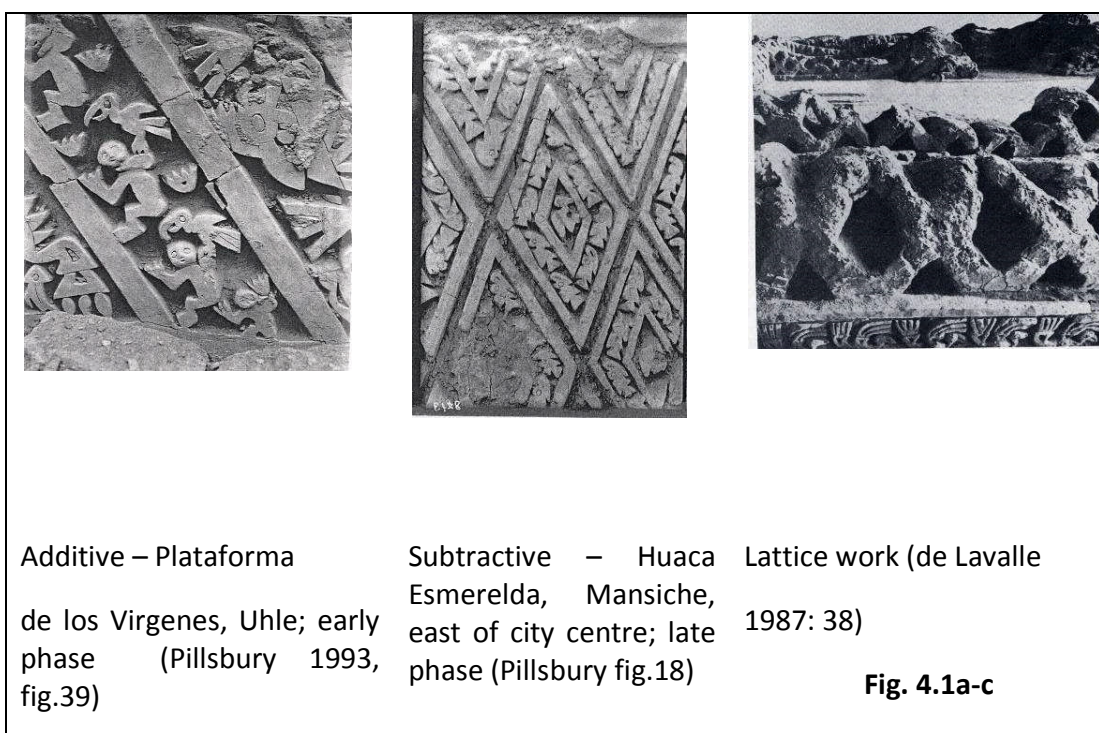 Additive – Plataforma
de los Virgenes, Uhle; early
phase (Pillsbury 1993,
fig.39)
Subtractive – Huaca
Esmerelda, Mansiche,
east of city centre; late
phase (Pillsbury fig.18)
Lattice work (de Lavalle
1987: 38)
Fig. 4.1a-c